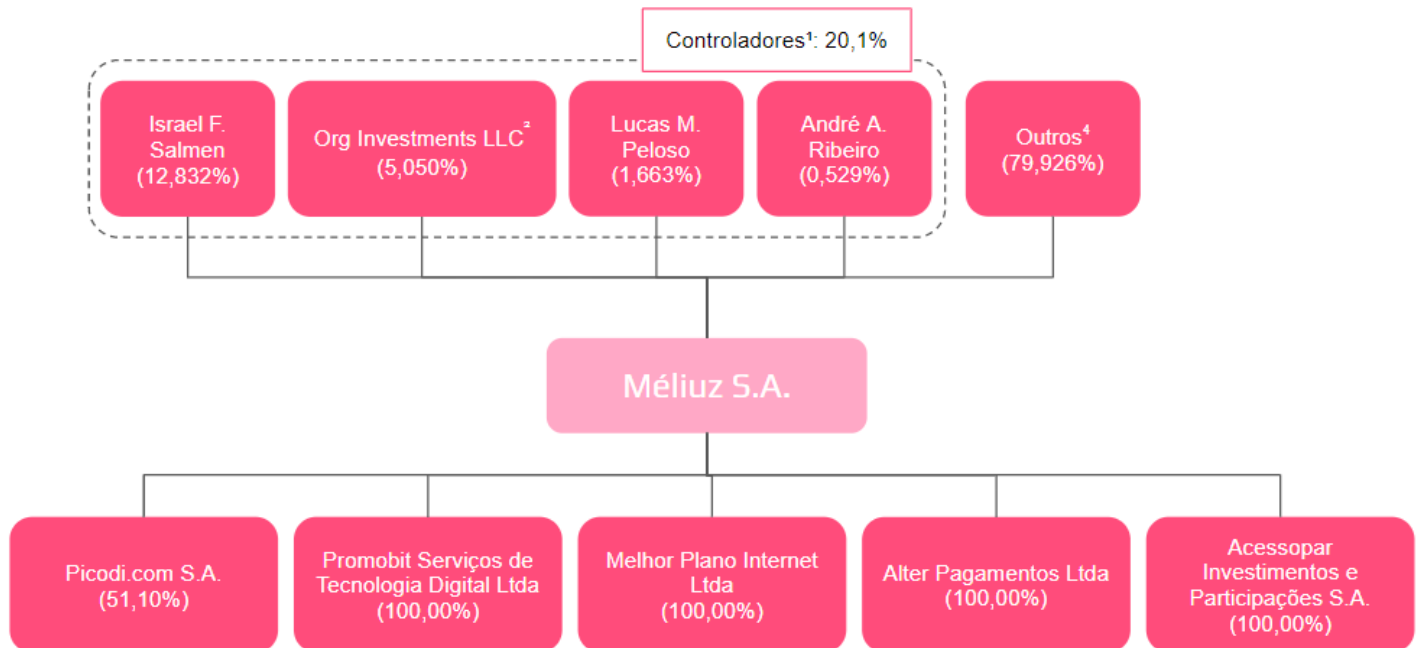 Controladores¹: 20,1%
Israel F.
Salmen
(12,832%)
Org Investments LLC²
(5,050%)
Lucas M.
Peloso
(1,663%)
André A.
Ribeiro
(0,529%)
Outros⁴
(79,926%)
Méliuz S.A.
Picodi.com S.A.
(51,10%)
Promobit Serviços de
Tecnologia Digital Ltda
(100,00%)
Melhor Plano Internet
Ltda
(100,00%)
Alter Pagamentos Ltda
(100,00%)
Acessopar
Investimentos e
Participações S.A.
(100,00%)